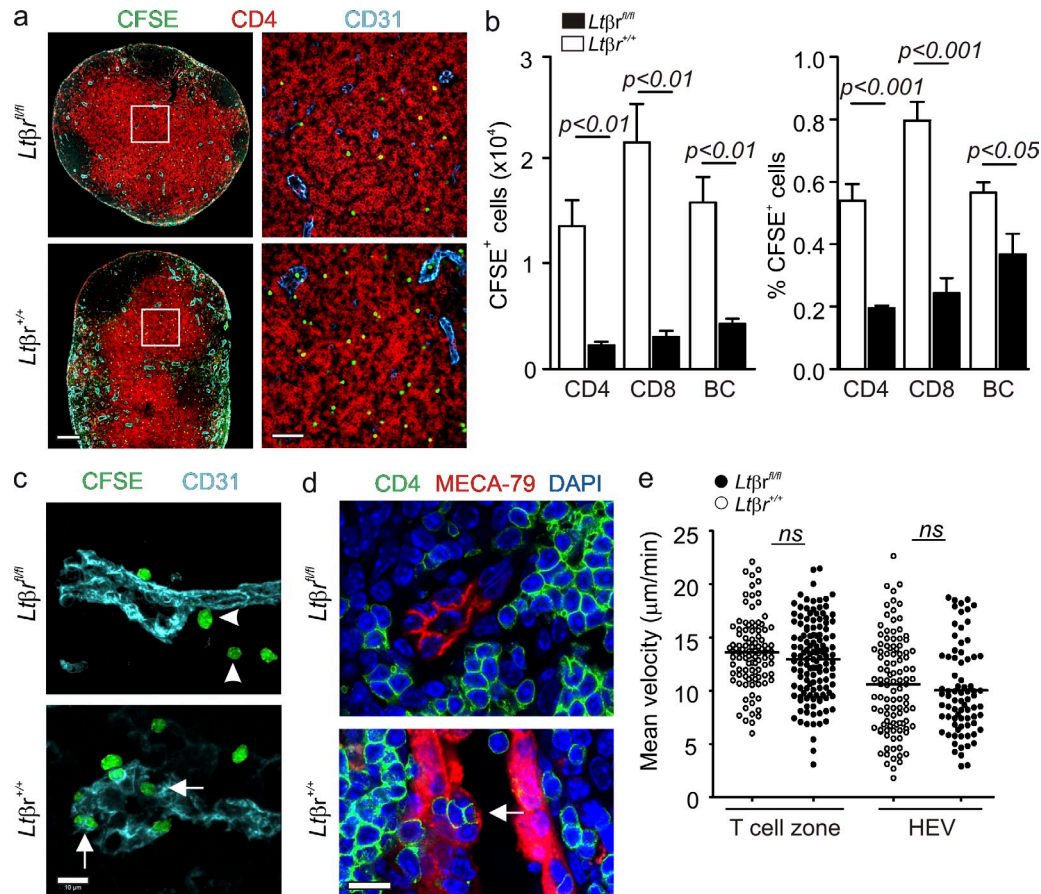 a
CFSE CD4 CD31
Ltβr^fl/fl
Ltβr^+/+
b
Ltβr^fl/fl
Ltβr^+/+
CFSE⁺ cells (x10⁴)
3
2
1
0
p<0.01
p<0.01
p<0.01
CD4 CD8 BC
% CFSE⁺ cells
1.0
0.8
0.6
0.4
0.2
0
p<0.001
p<0.001
p<0.05
CD4 CD8 BC
c
CFSE CD31
Ltβr^fl/fl
Ltβr^+/+
10 µm
d
CD4 MECA-79 DAPI
Ltβr^fl/fl
Ltβr^+/+
e
Ltβr^fl/fl
Ltβr^+/+
Mean velocity (µm/min)
25
20
15
10
5
0
ns
ns
T cell zone HEV